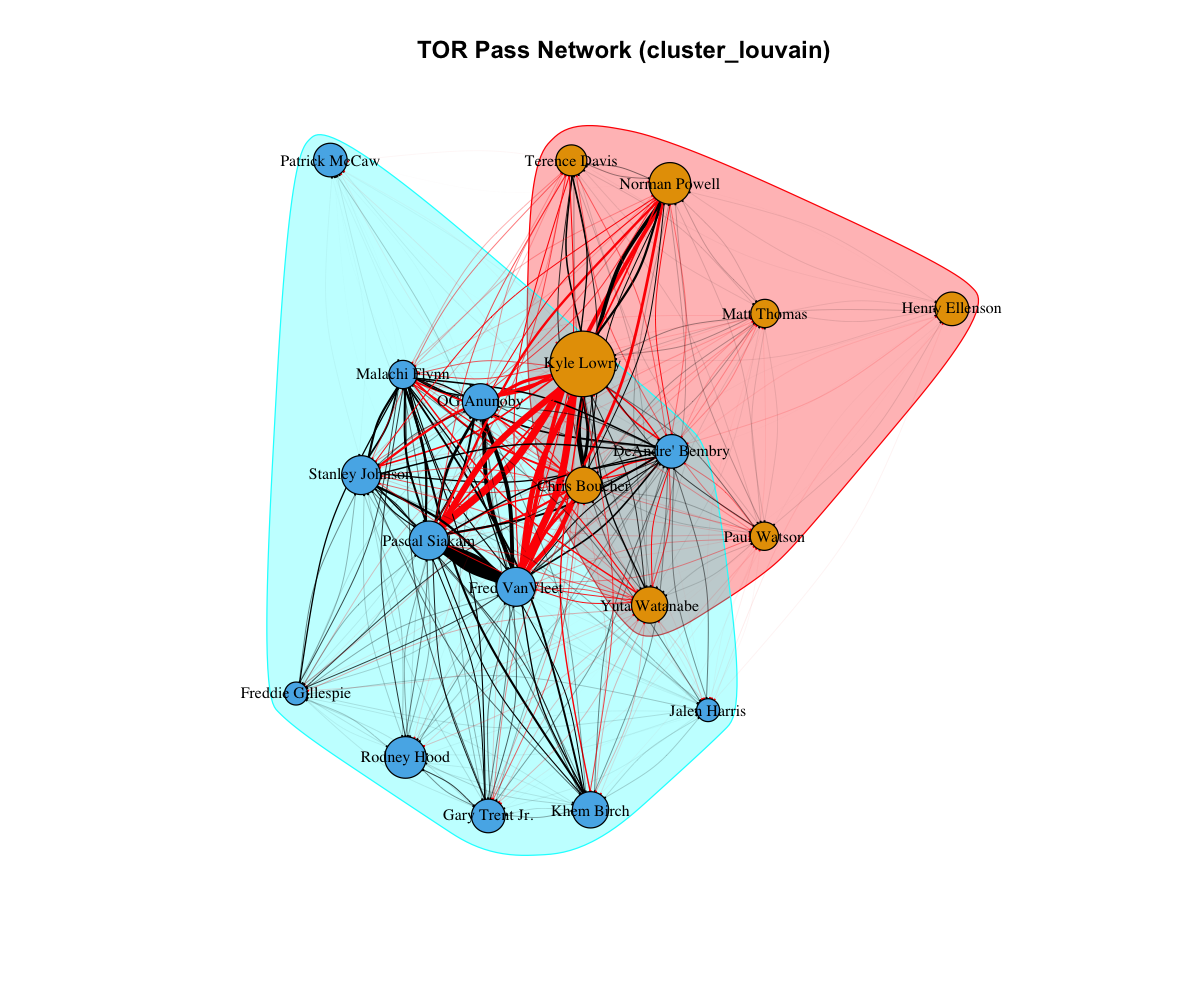 TOR Pass Network (cluster_louvain)
Patrick McCaw
Terence Davis
Norman Powell
Henry Ellenson
Matt Thomas
Kyle Lowry
Malachi Flynn
OG Anunoby
DeAndre' Bembry
Stanley Johnson
Chris Boucher
Pascal Siakam
Paul Watson
Fred VanVleet
Yuta Watanabe
Freddie Gillespie
Jalen Harris
Rodney Hood
Khem Birch
Gary Trent Jr.